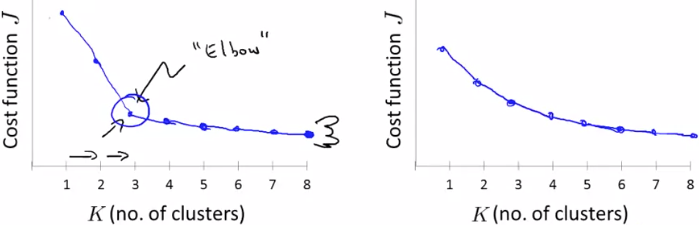 Cost function J
"Elbow"
1 2 3 4 5 6 7 8
K (no. of clusters)
Cost function J
1 2 3 4 5 6 7 8
K (no. of clusters)